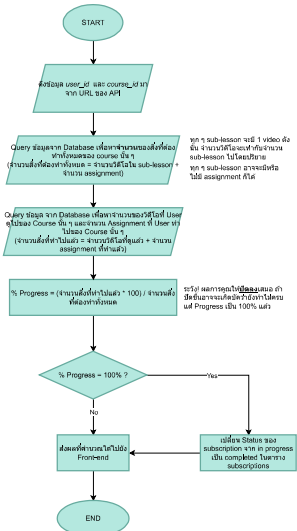 START
ดึงข้อมูล user_id และ course_id มา
จาก URL ของ API
Query ข้อมูลจาก Database เพื่อหาจำนวนของสิ่งที่ต้อง
ทำทั้งหมดของ course นั้น ๆ
(จำนวนสิ่งที่ต้องทำ = จำนวนวิดีโอใน sub-lesson +
จำนวน assignment)
ทุก ๆ sub-lesson จะมี 1 video ดัง
นั้น จำนวนวิดีโอจะเท่ากับจำนวน
sub-lesson ไปโดยปริยาย
ทุก ๆ sub-lesson อาจจะมีหรือ
ไม่มี assignment ก็ได้
Query ข้อมูล จาก Database เพื่อหาจำนวนของวิดีโอที่ User
ดูไปของ Course นั้น ๆ และจำนวน Assignment ที่ User ทำ
ไปของ Course นั้น ๆ
(จำนวนสิ่งที่ทำไปแล้ว = จำนวนวิดีโอที่ดูแล้ว + จำนวน
assignment ที่ทำแล้ว)
% Progress = (จำนวนสิ่งที่ทำไปแล้ว * 100) / จำนวนสิ่ง
ที่ต้องทำทั้งหมด
ระวัง! ผลการคูณให้ปัดลงเสมอ ถ้า
ปัดขึ้นอาจจะเกิดบัคว่ายังทำไม่ครบ
แต่ Progress เป็น 100% แล้ว
% Progress = 100% ?
Yes
No
ส่งผลที่คำนวณได้ไปยัง
Front-end
เปลี่ยน Status ของ
subscription จาก in progress
เป็น completed ในตาราง
subscriptions
END